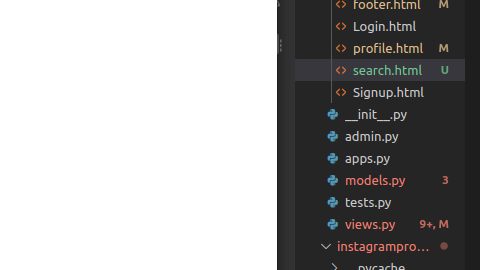 footer.html M
Login.html
profile.html M
search.html U
Signup.html
__init__.py
admin.py
apps.py
models.py 3
tests.py
views.py 9+, M
instagrampro...
__pycache__